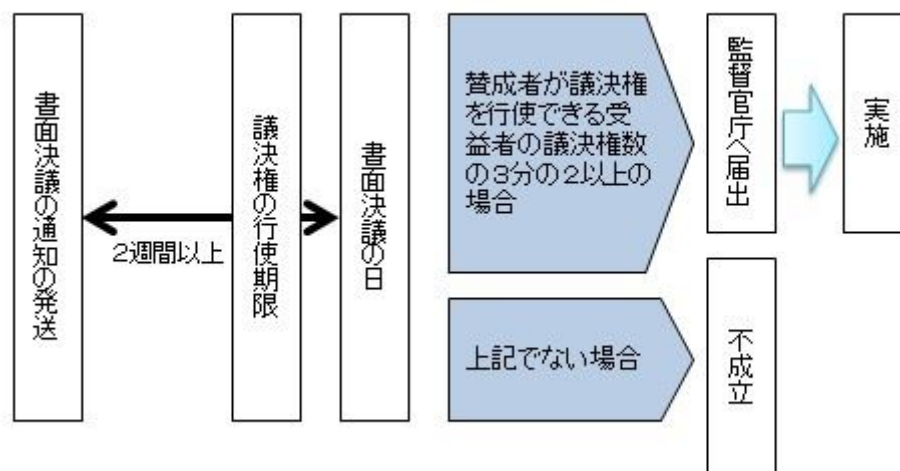 書面決議の通知の発送
2週間以上
議決権の行使期限
書面決議の日
賛成者が議決権
を行使できる受
益者の議決権数
の3分の2以上の
場合
監督官庁へ届出
実施
上記でない場合
不成立